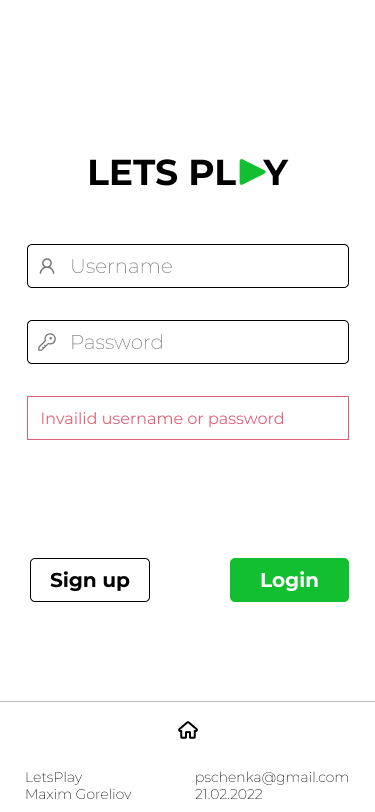 LETS PLAY
Username
Password
Invailid username or password
Sign up
Login
LetsPlay
Maxim Goreliov
pschenka@gmail.com
21.02.2022